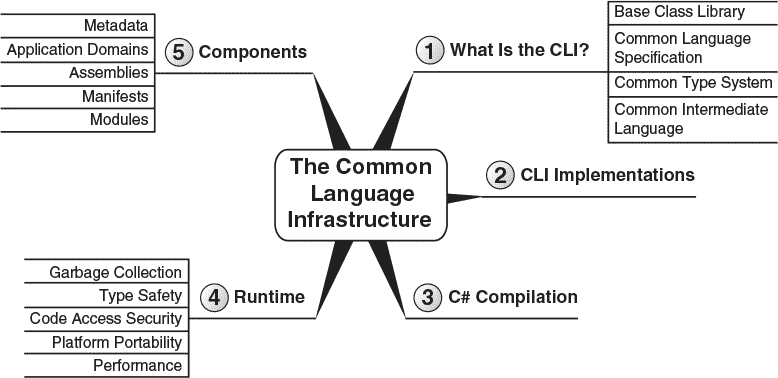 The Common
Language
Infrastructure
1 What Is the CLI?
Base Class Library
Common Language
Specification
Common Type System
Common Intermediate
Language
2 CLI Implementations
3 C# Compilation
4 Runtime
Garbage Collection
Type Safety
Code Access Security
Platform Portability
Performance
5 Components
Metadata
Application Domains
Assemblies
Manifests
Modules